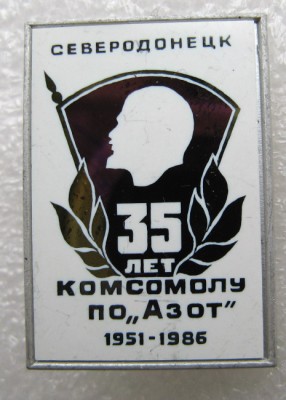 СЕВЕРОДОНЕЦК
35
ЛЕТ
КОМСОМОЛУ
ПО „АЗОТ"
1951-1986